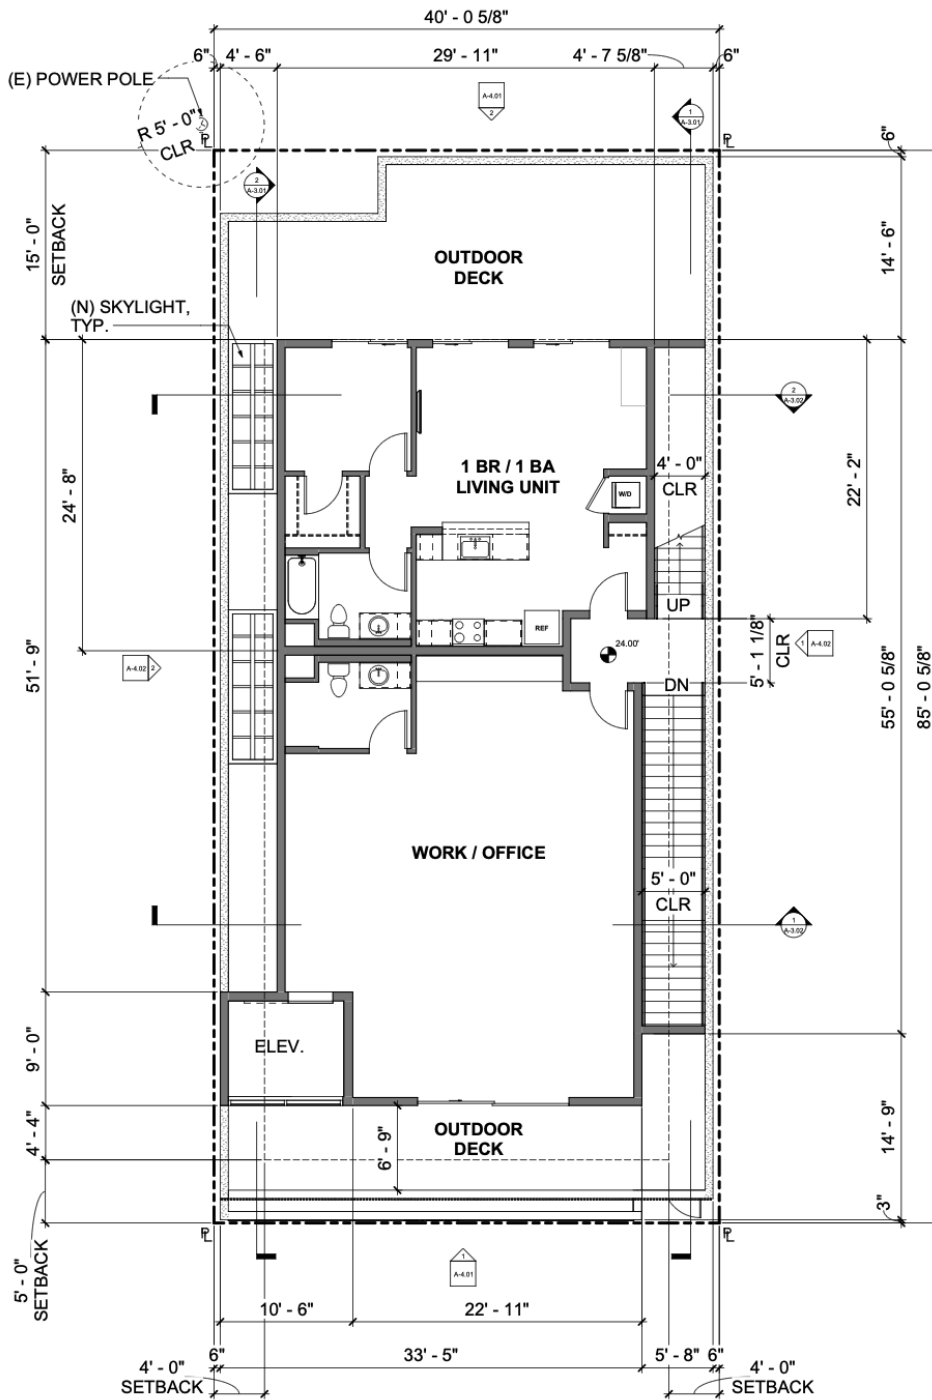 40' - 0 5/8"
6"
4' - 6"
29' - 11"
4' - 7 5/8"
6"
(E) POWER POLE
A-4.01
2
R 5' - 0"
CLR
1
A-3.01
PL
PL
6"
2
A-3.01
15' - 0"
SETBACK
14' - 6"
OUTDOOR
DECK
(N) SKYLIGHT,
TYP.
2
A-3.02
1 BR / 1 BA
LIVING UNIT
4' - 0"
CLR
W/D
24' - 8"
22' - 2"
UP
REF
24.00'
5' - 1 1/8"
CLR
1
A-4.02
A-4.02
2
51' - 9"
DN
55' - 0 5/8"
85' - 0 5/8"
WORK / OFFICE
5' - 0"
CLR
1
A-3.02
ELEV.
9' - 0"
4' - 4"
OUTDOOR
DECK
6' - 9"
14' - 9"
3"
PL
PL
5' - 0"
SETBACK
1
A-4.01
10' - 6"
22' - 11"
6"
33' - 5"
5' - 8"
6"
4' - 0"
SETBACK
4' - 0"
SETBACK